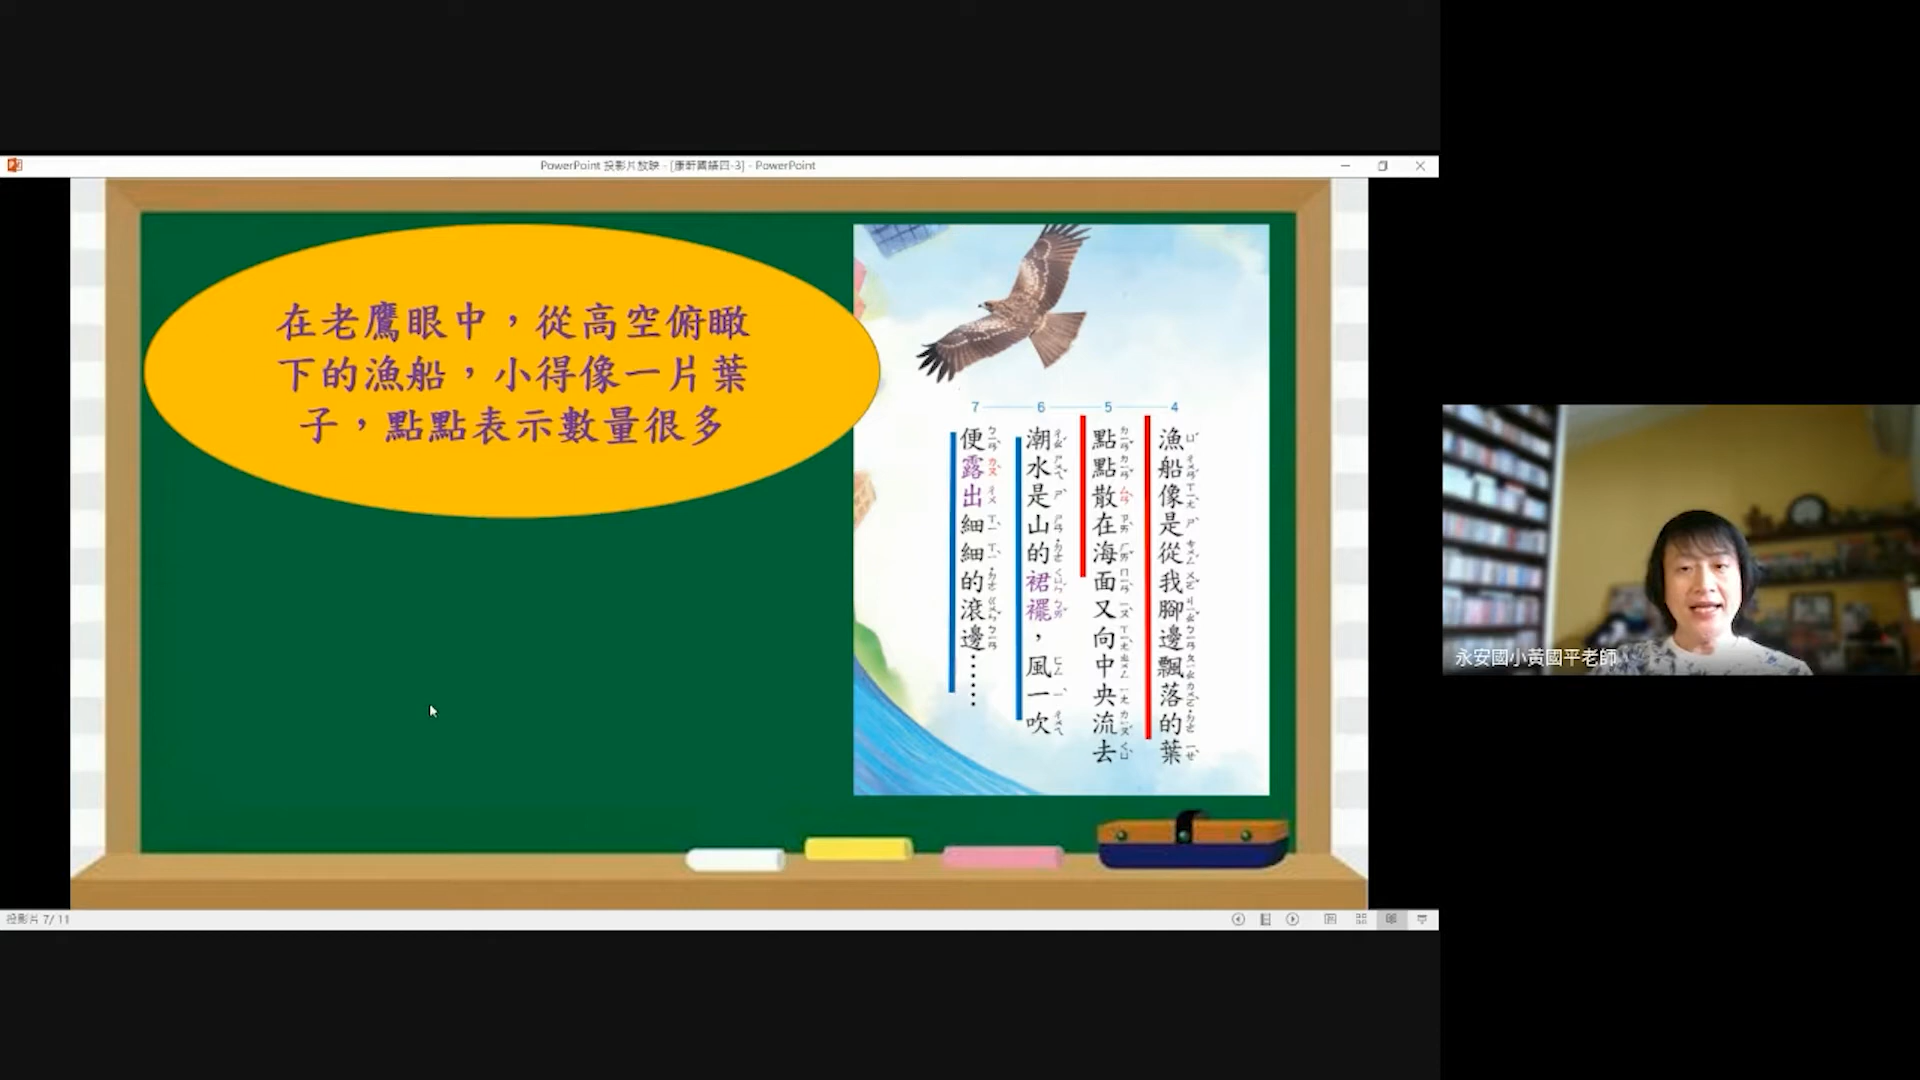 PowerPoint 投影片放映 - [康軒國語四-3] - PowerPoint
在老鷹眼中，從高空俯瞰
下的漁船，小得像一片葉
子，點點表示數量很多
7 6 5 4
漁船像是從我腳邊飄落的葉
點點散在海面又向中央流去
潮水是山的裙襬，風一吹
便露出細細的滾邊……
永安國小黃國平老師
投影片 7/ 11